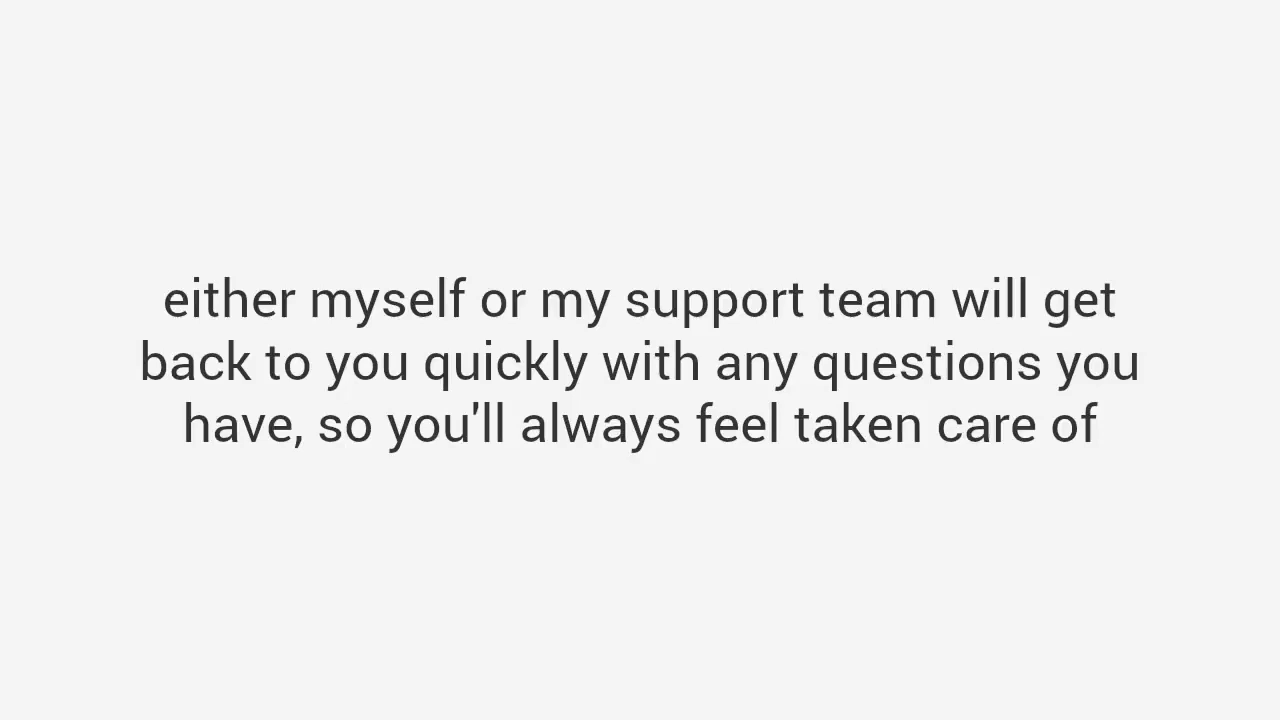 either myself or my support team will get
back to you quickly with any questions you
have, so you'll always feel taken care of